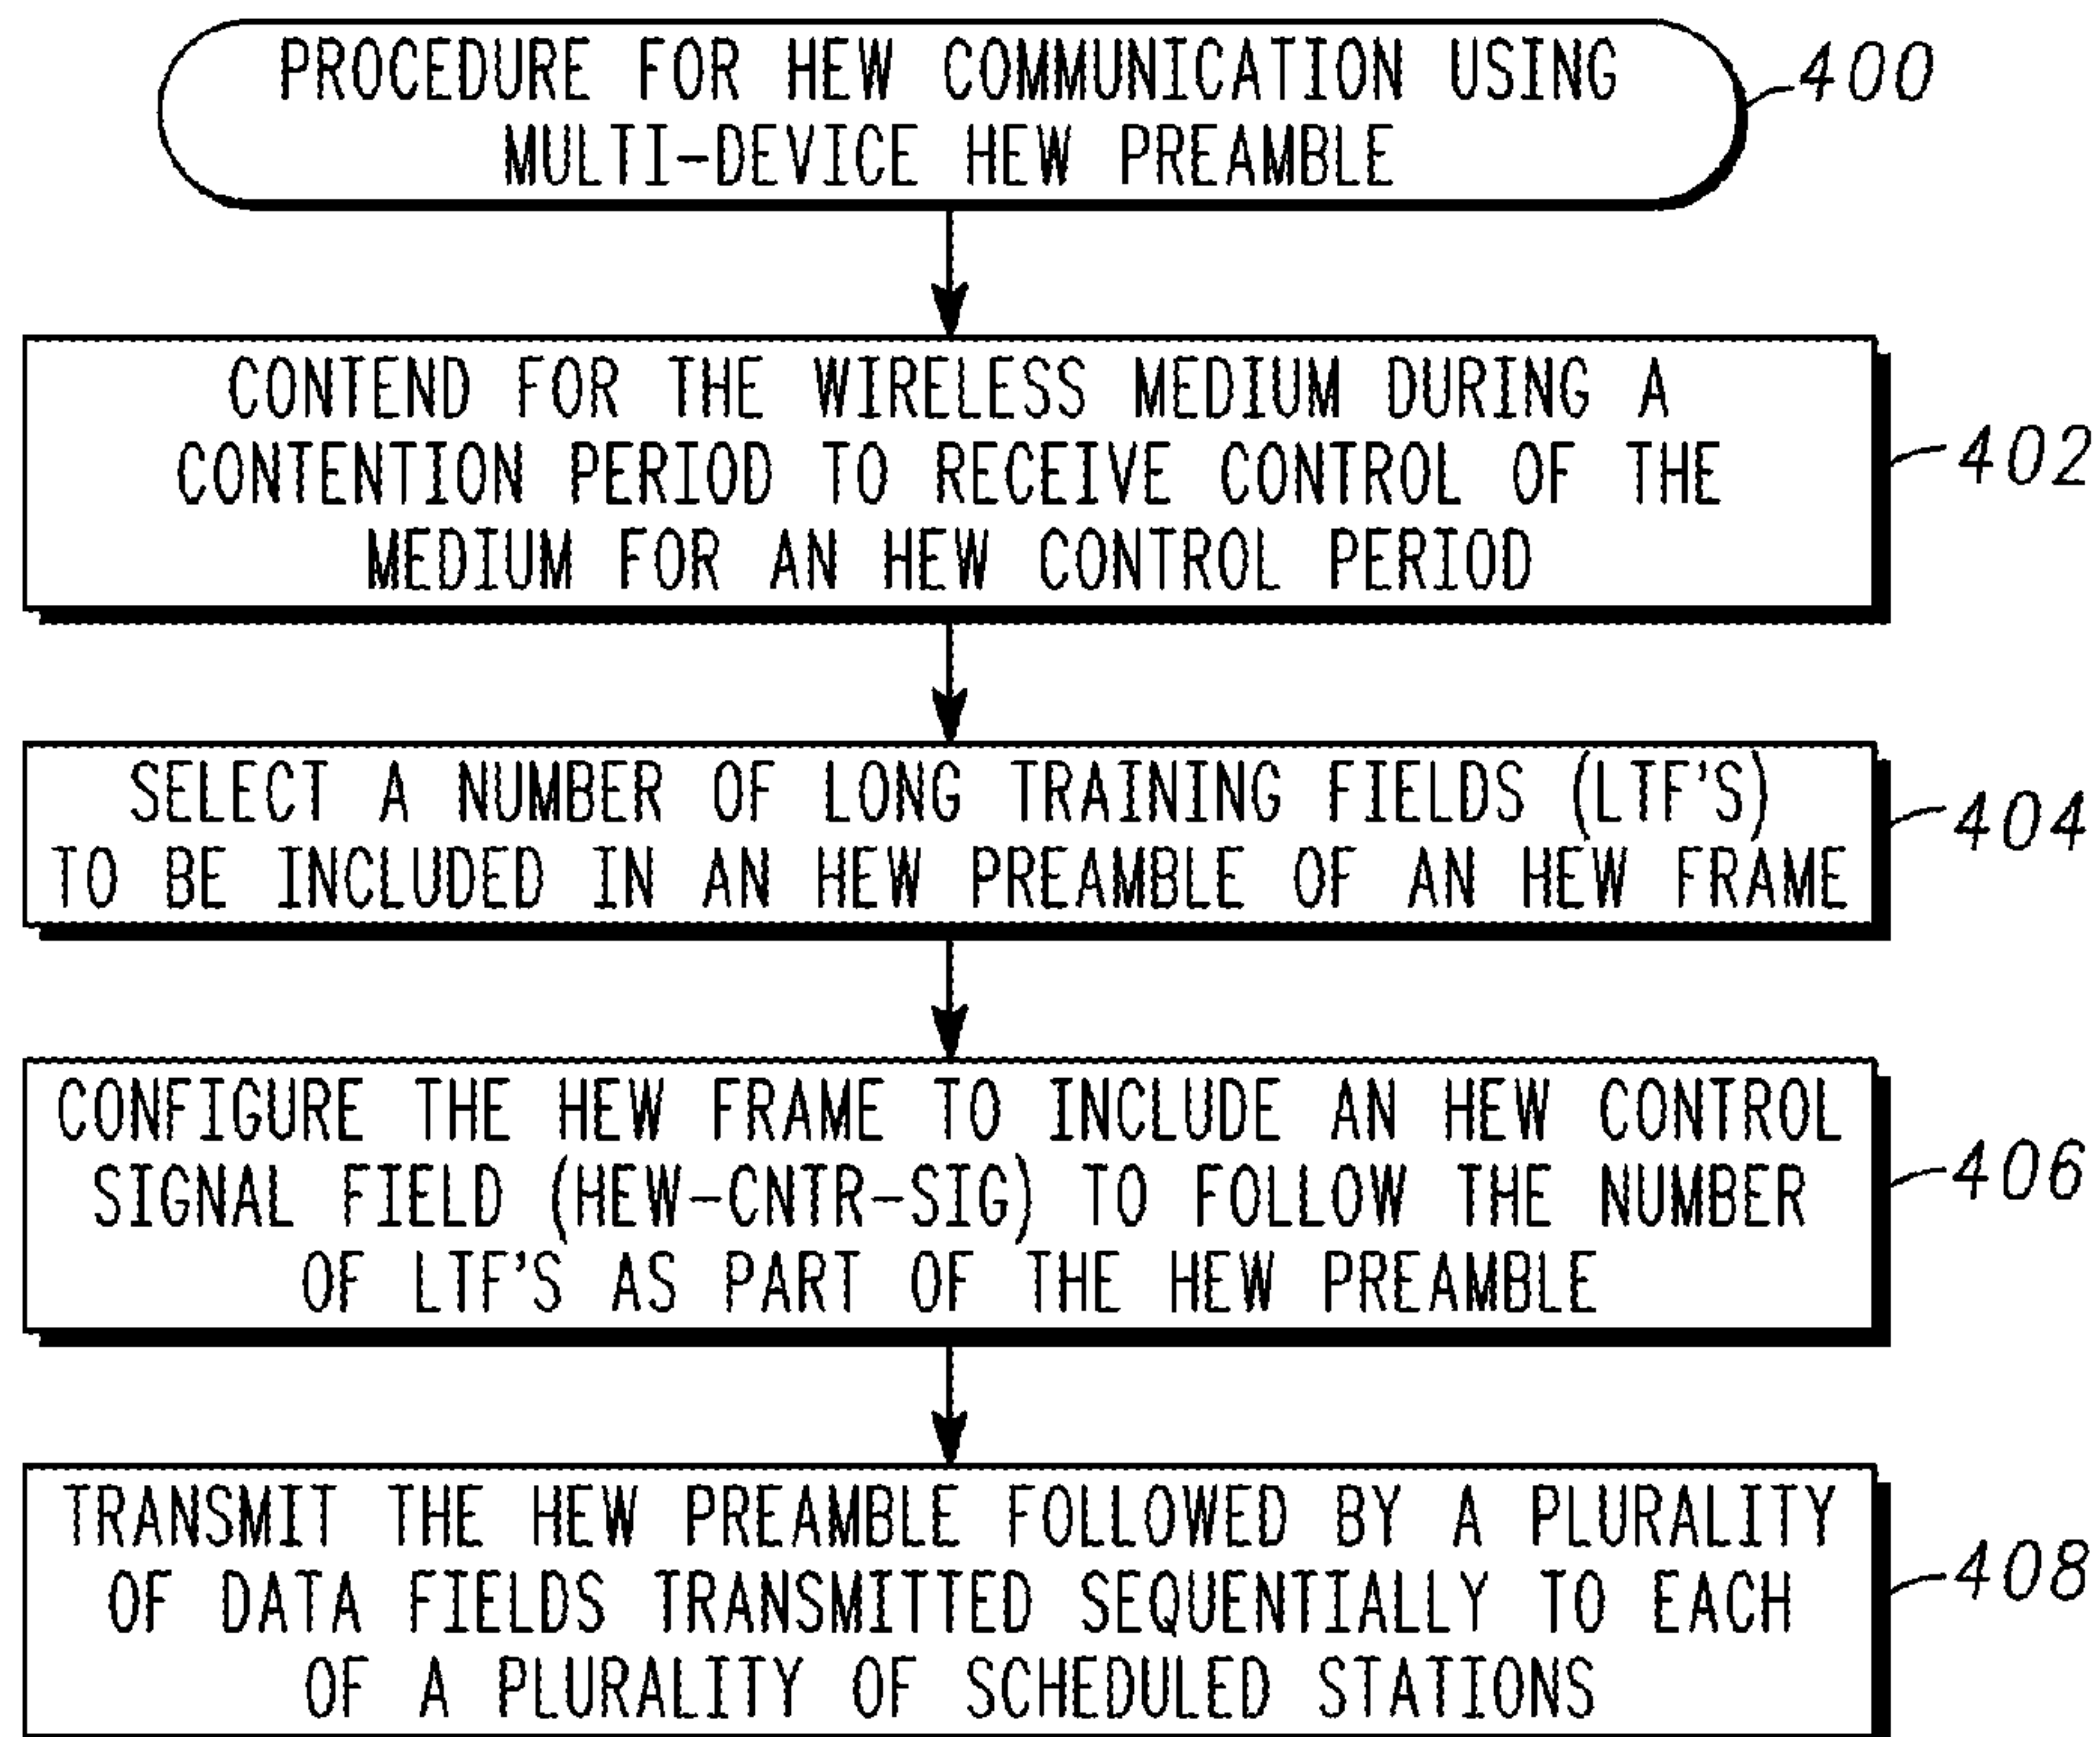 PROCEDURE FOR HEW COMMUNICATION USING
MULTI-DEVICE HEW PREAMBLE
400
CONTEND FOR THE WIRELESS MEDIUM DURING A
CONTENTION PERIOD TO RECEIVE CONTROL OF THE
MEDIUM FOR AN HEW CONTROL PERIOD
402
SELECT A NUMBER OF LONG TRAINING FIELDS (LTF'S)
TO BE INCLUDED IN AN HEW PREAMBLE OF AN HEW FRAME
404
CONFIGURE THE HEW FRAME TO INCLUDE AN HEW CONTROL
SIGNAL FIELD (HEW-CNTR-SIG) TO FOLLOW THE NUMBER
OF LTF'S AS PART OF THE HEW PREAMBLE
406
TRANSMIT THE HEW PREAMBLE FOLLOWED BY A PLURALITY
OF DATA FIELDS TRANSMITTED SEQUENTIALLY TO EACH
OF A PLURALITY OF SCHEDULED STATIONS
408